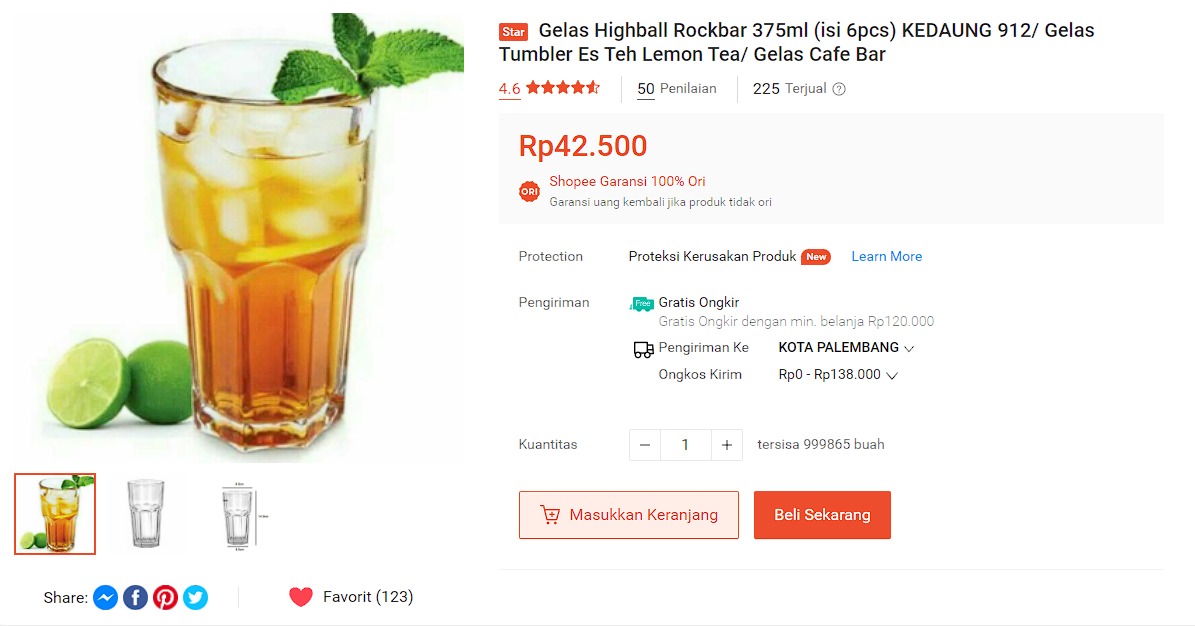 Star Gelas Highball Rockbar 375ml (isi 6pcs) KEDAUNG 912/ Gelas
Tumbler Es Teh Lemon Tea/ Gelas Cafe Bar
4.6 50 Penilaian 225 Terjual ?
Rp42.500
ORI Shopee Garansi 100% Ori
Garansi uang kembali jika produk tidak ori
Protection Proteksi Kerusakan Produk New Learn More
Pengiriman Free Gratis Ongkir
Gratis Ongkir dengan min. belanja Rp120.000
Pengiriman Ke KOTA PALEMBANG
Ongkos Kirim Rp0 - Rp138.000
Kuantitas − 1 + tersisa 999865 buah
Masukkan Keranjang Beli Sekarang
Share: Favorit (123)